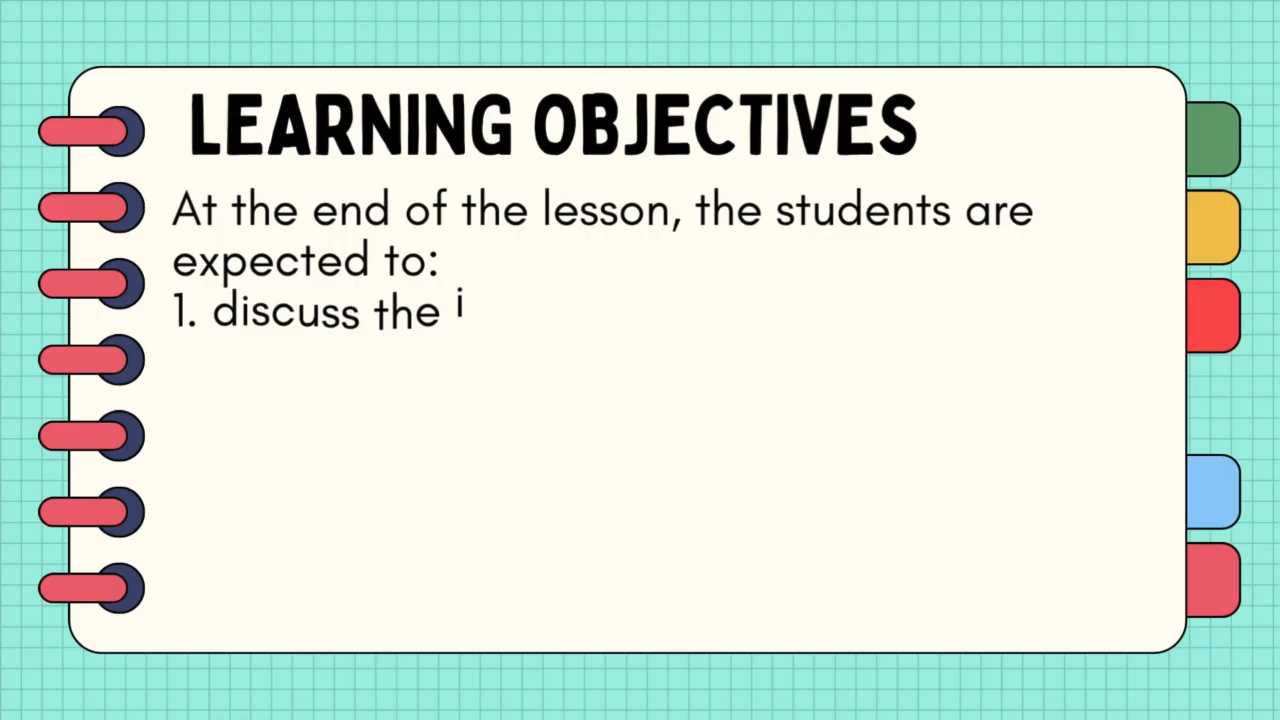 LEARNING OBJECTIVES
At the end of the lesson, the students are
expected to:
1. discuss the i